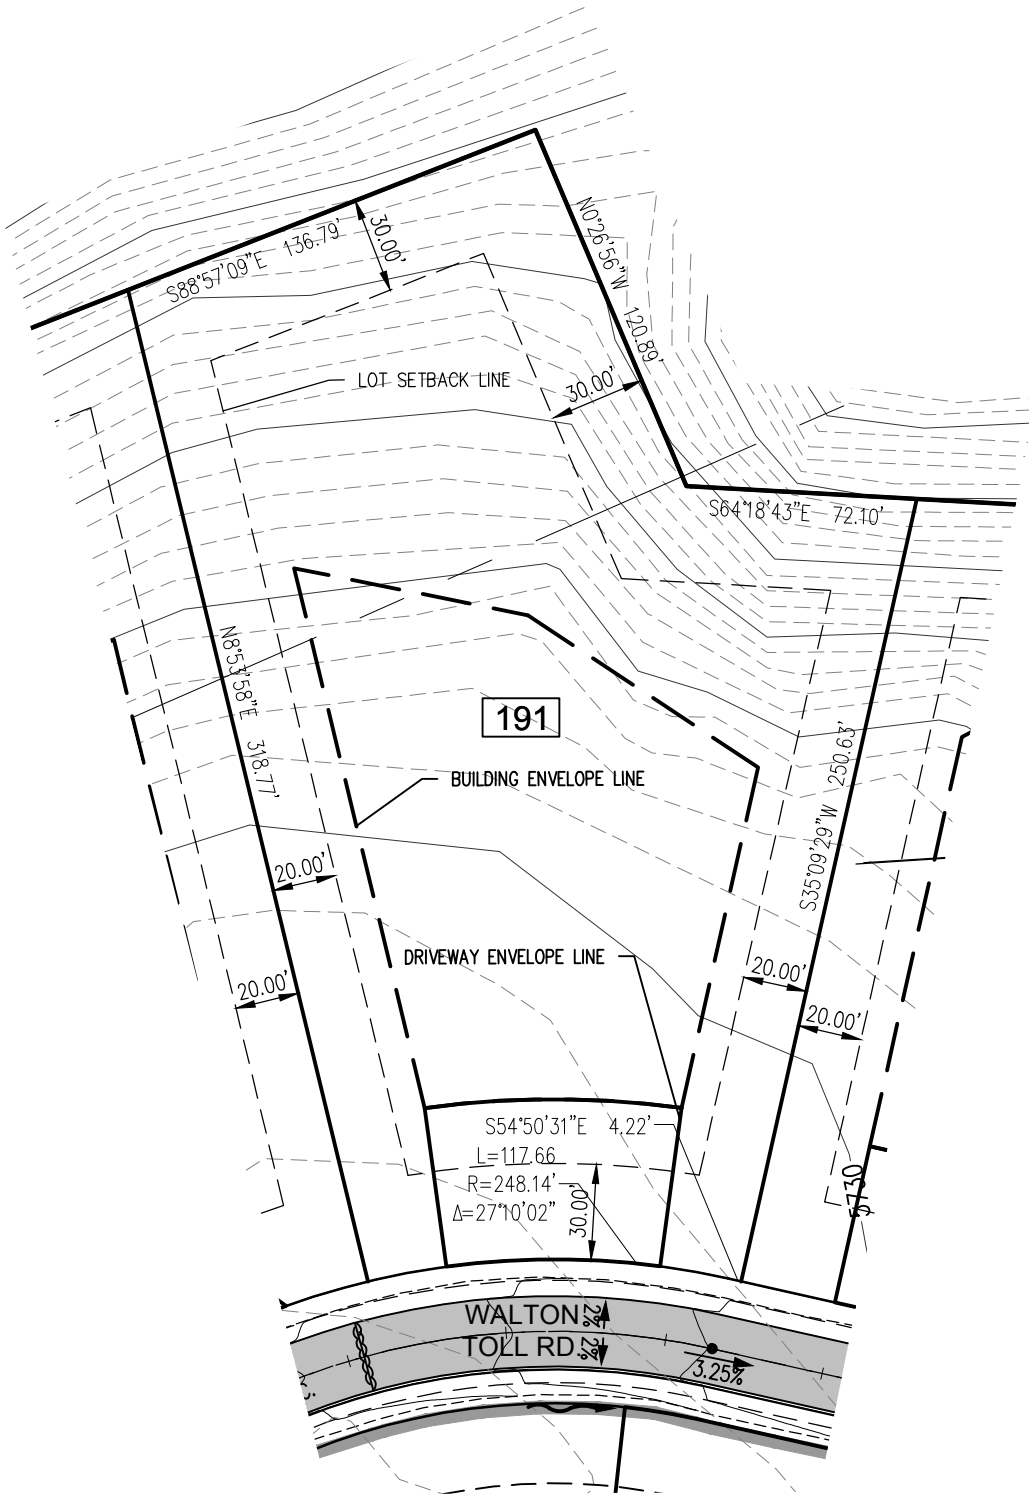 S88°57'09"E 136.79'
30.00'
N0°26'56"W 120.89'
LOT SETBACK LINE
30.00'
S64°18'43"E 72.10'
N8°53'58"E 318.77'
191
BUILDING ENVELOPE LINE
S35°09'29"W 250.63'
20.00'
DRIVEWAY ENVELOPE LINE
20.00'
20.00'
20.00'
S54°50'31"E 4.22'
L=117.66
R=248.14'
Δ=27°10'02"
30.00'
5730
WALTON
TOLL RD.
2%
2%
3.25%